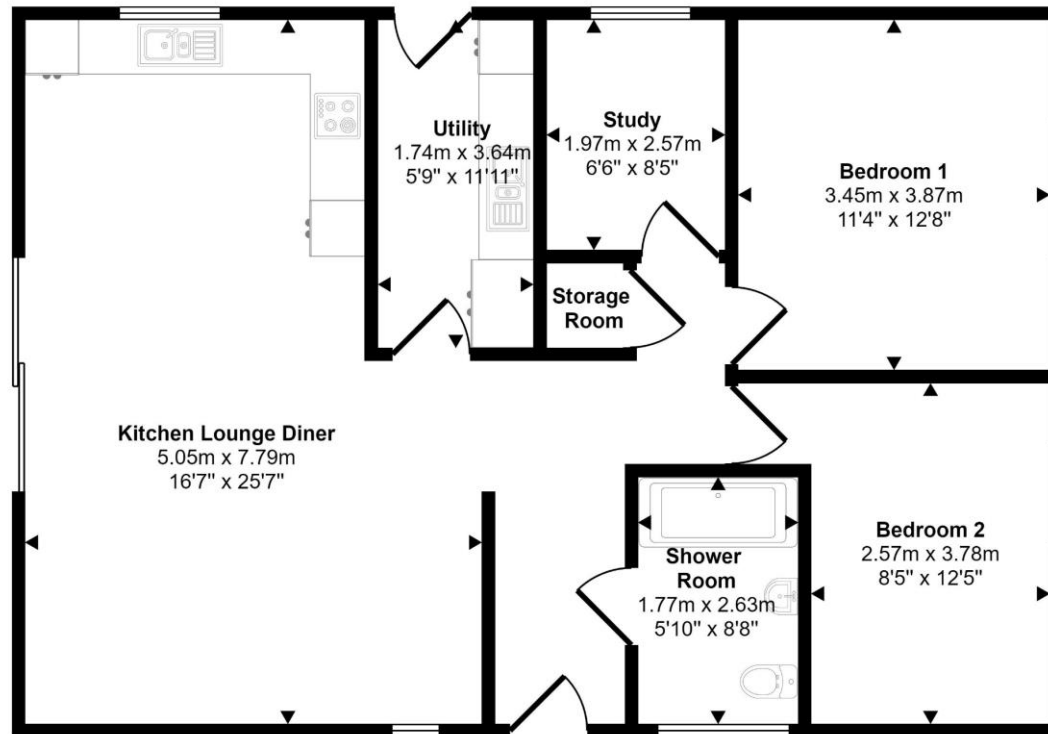 Utility
1.74m x 3.64m
5'9" x 11'11"
Study
1.97m x 2.57m
6'6" x 8'5"
Bedroom 1
3.45m x 3.87m
11'4" x 12'8"
Storage
Room
Kitchen Lounge Diner
5.05m x 7.79m
16'7" x 25'7"
Shower
Room
1.77m x 2.63m
5'10" x 8'8"
Bedroom 2
2.57m x 3.78m
8'5" x 12'5"